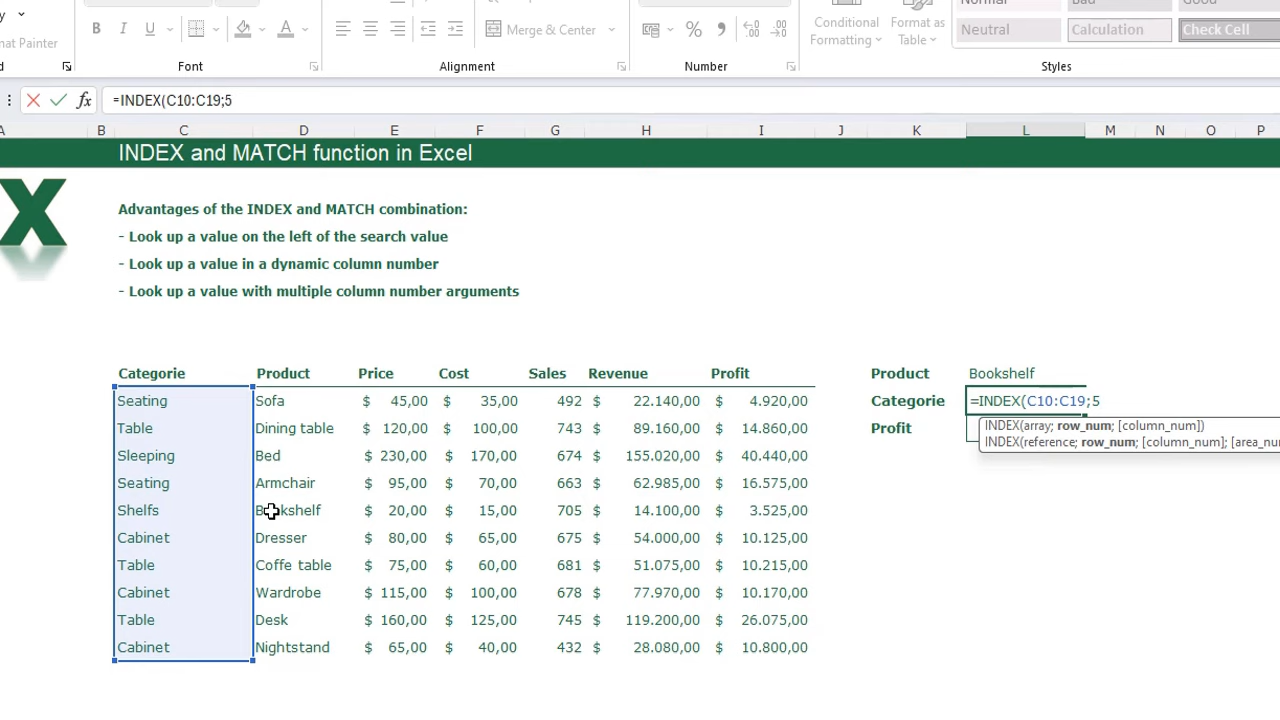 y
Normal Bad Good
B I U A Merge & Center % 9 Conditional Format as Neutral Calculation Check Cell
mat Painter Formatting Table
Font Alignment Number Styles
fx =INDEX(C10:C19;5
A B C D E F G H I J K L M N O P
INDEX and MATCH function in Excel
X
Advantages of the INDEX and MATCH combination:
- Look up a value on the left of the search value
- Look up a value in a dynamic column number
- Look up a value with multiple column number arguments
Categorie Product Price Cost Sales Revenue Profit Product Bookshelf
Seating Sofa $ 45,00 $ 35,00 492 $ 22.140,00 $ 4.920,00 Categorie =INDEX(C10:C19;5
Table Dining table $ 120,00 $ 100,00 743 $ 89.160,00 $ 14.860,00 Profit INDEX(array; row_num; [column_num])
INDEX(reference; row_num; [column_num]; [area_nu
Sleeping Bed $ 230,00 $ 170,00 674 $ 155.020,00 $ 40.440,00
Seating Armchair $ 95,00 $ 70,00 663 $ 62.985,00 $ 16.575,00
Shelfs Bookshelf $ 20,00 $ 15,00 705 $ 14.100,00 $ 3.525,00
Cabinet Dresser $ 80,00 $ 65,00 675 $ 54.000,00 $ 10.125,00
Table Coffe table $ 75,00 $ 60,00 681 $ 51.075,00 $ 10.215,00
Cabinet Wardrobe $ 115,00 $ 100,00 678 $ 77.970,00 $ 10.170,00
Table Desk $ 160,00 $ 125,00 745 $ 119.200,00 $ 26.075,00
Cabinet Nightstand $ 65,00 $ 40,00 432 $ 28.080,00 $ 10.800,00